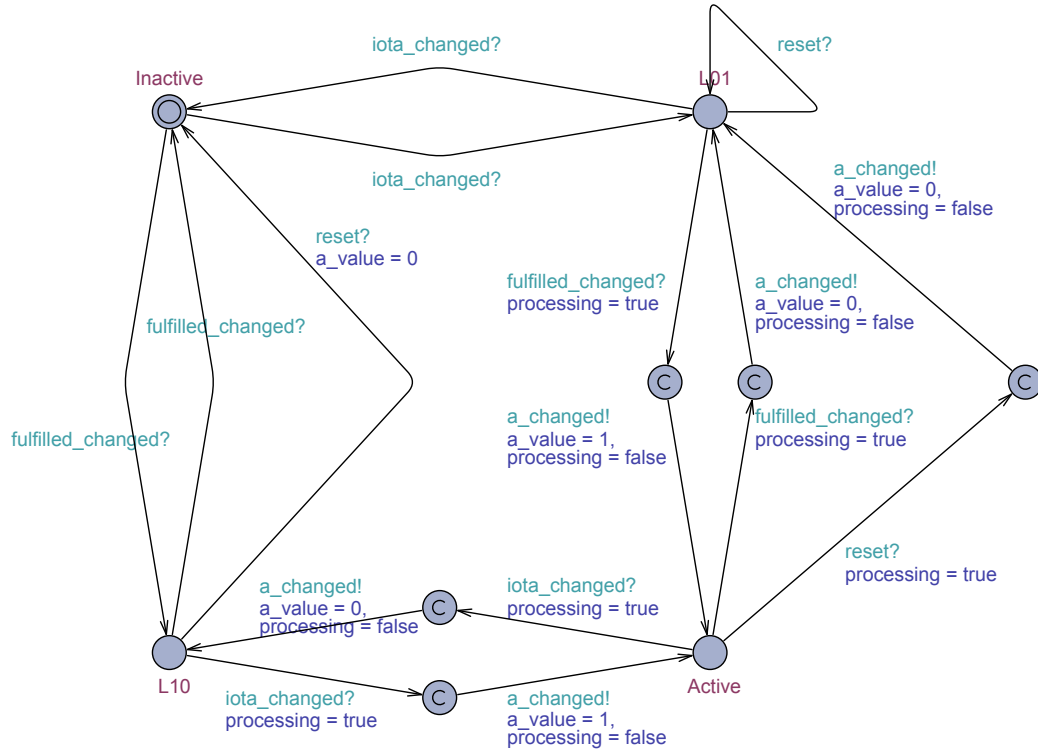 iota_changed?
reset?
Inactive
L01
iota_changed?
a_changed!
a_value = 0,
processing = false
reset?
a_value = 0
fulfilled_changed?
processing = true
a_changed!
a_value = 0,
processing = false
fulfilled_changed?
C
C
C
fulfilled_changed?
a_changed!
a_value = 1,
processing = false
fulfilled_changed?
processing = true
reset?
processing = true
a_changed!
a_value = 0,
processing = false
C
iota_changed?
processing = true
L10
iota_changed?
processing = true
C
a_changed!
a_value = 1,
processing = false
Active